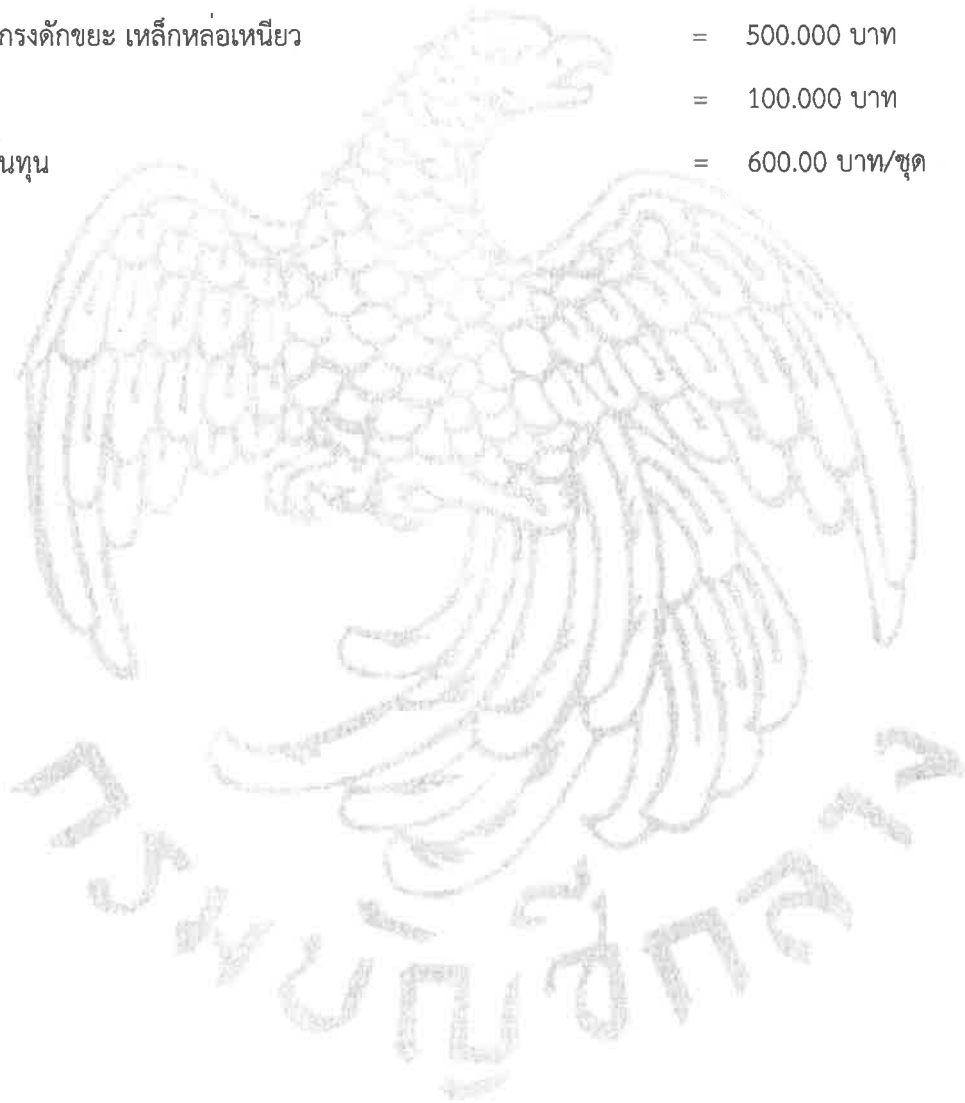 กรงดักขยะ เหล็กหล่อเหนียว = 500.000 บาท
= 100.000 บาท
นทุน = 600.00 บาท/ชุด
กรมบัญชีกลาง